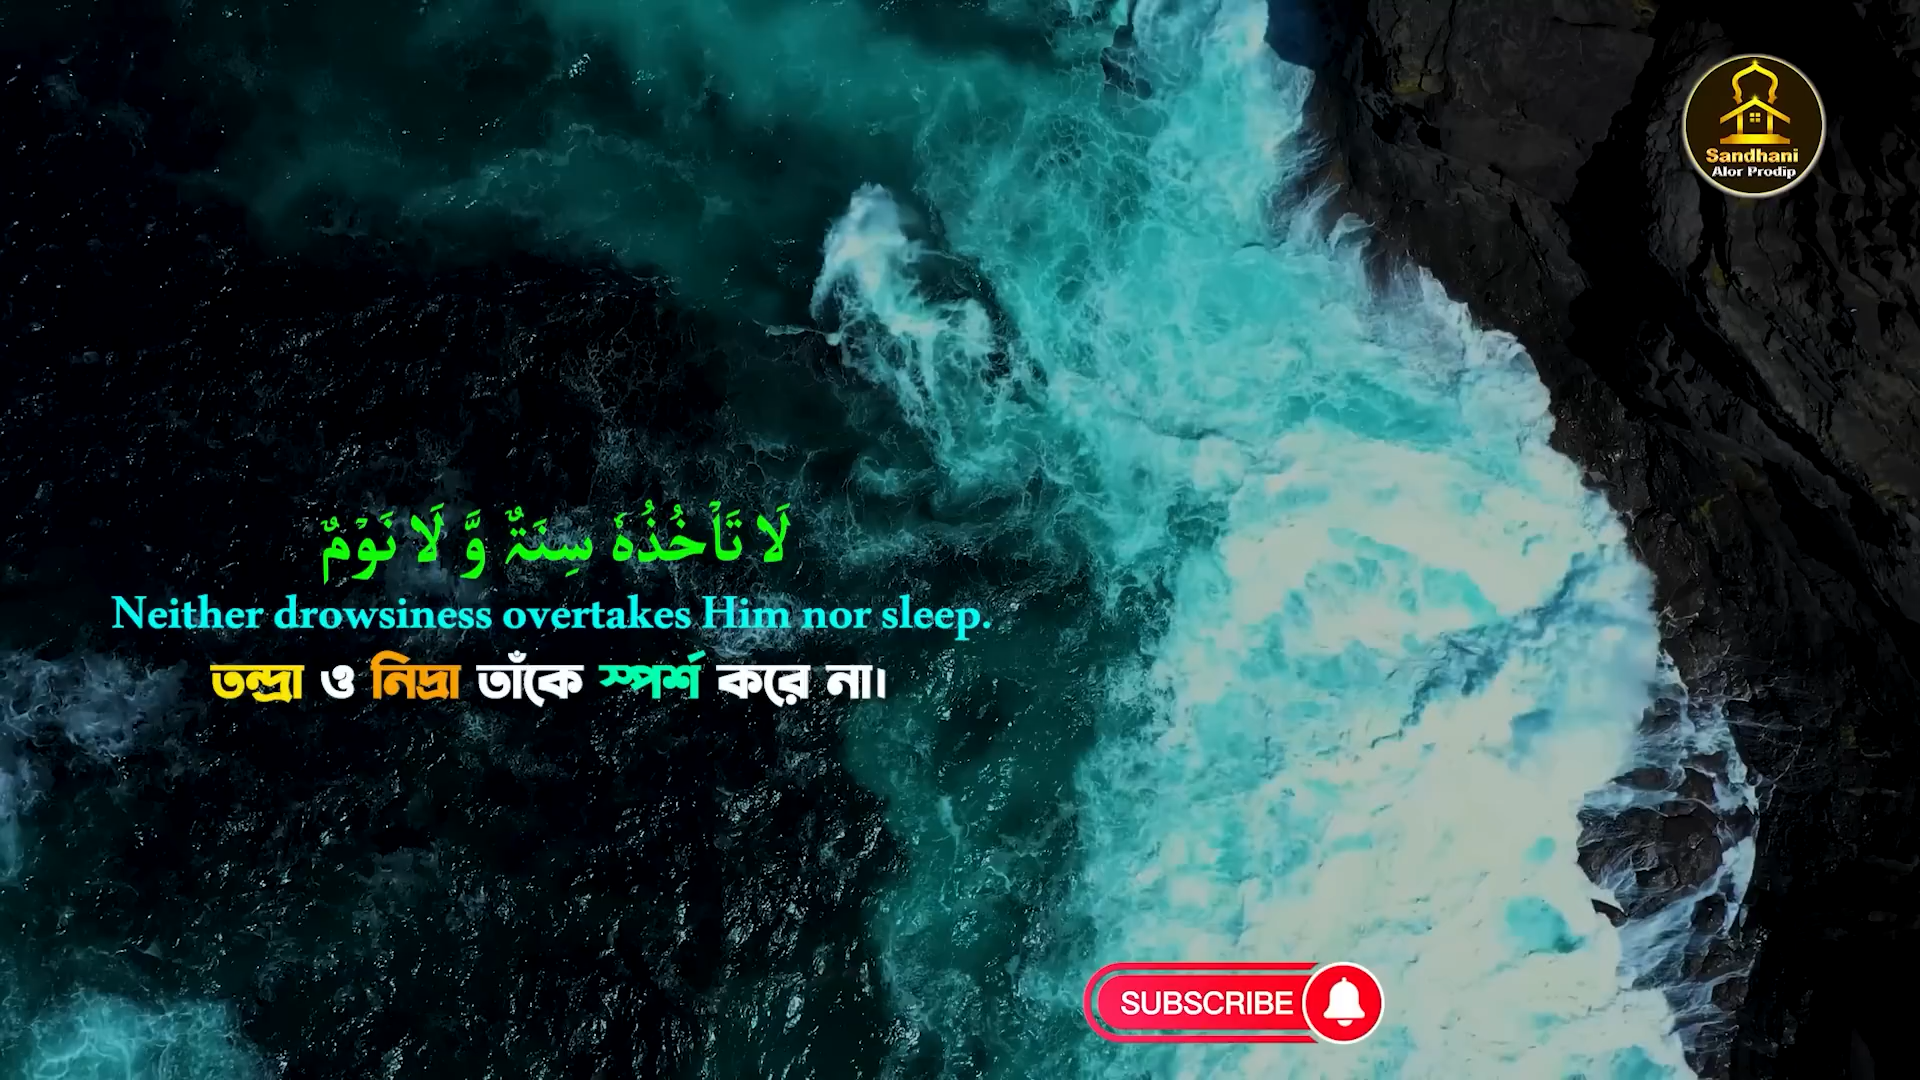 Sandhani
Alor Prodip
لَا تَاْخُذُهٗ سِنَةٌ وَّ لَا نَوْمٌ
Neither drowsiness overtakes Him nor sleep.
তন্দ্রা ও নিদ্রা তাঁকে স্পর্শ করে না।
SUBSCRIBE